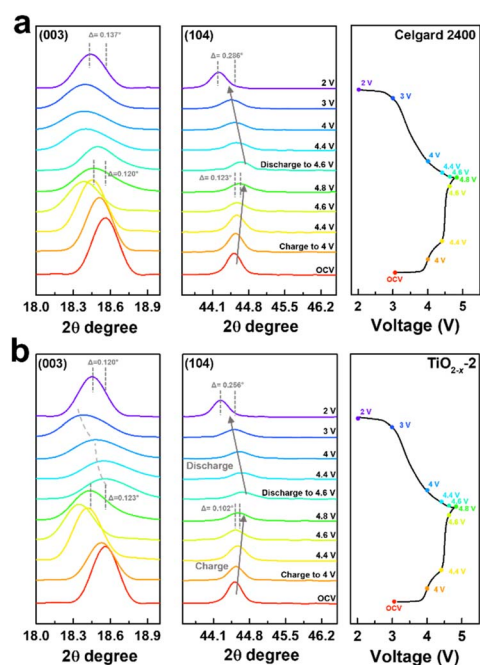 a
(003)
Δ= 0.137°
Δ=0.120°
18.0 18.3 18.6 18.9
2θ degree
(104)
Δ= 0.286°
2 V
3 V
4 V
4.4 V
Discharge to 4.6 V
Δ= 0.123°
4.8 V
4.6 V
4.4 V
Charge to 4 V
OCV
44.1 44.8 45.5 46.2
2θ degree
Celgard 2400
2 V
3 V
4 V
4.4 V
4.6 V
4.8 V
4.6 V
4.4 V
4V
OCV
2 3 4 5
Voltage (V)
b
(003)
Δ=0.120°
Δ=0.123°
18.0 18.3 18.6 18.9
2θ degree
(104)
Δ=0.256°
2 V
3 V
4 V
Discharge
4.4 V
Discharge to 4.6 V
Δ= 0.102°
4.8 V
4.6 V
4.4 V
Charge
Charge to 4 V
OCV
44.1 44.8 45.5 46.2
2θ degree
TiO2-x-2
2 V
3 V
4 V
4.4 V
4.6 V
4.8 V
4.6 V
4.4 V
4 V
OCV
2 3 4 5
Voltage (V)